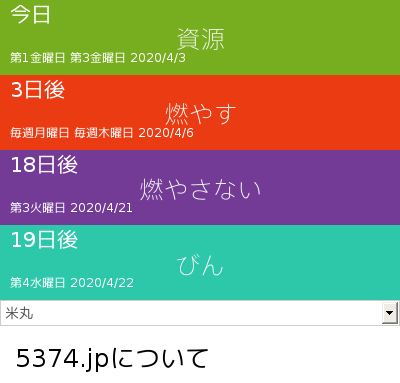 今日
資源
第1金曜日 第3金曜日 2020/4/3
3日後
燃やす
毎週月曜日 毎週木曜日 2020/4/6
18日後
燃やさない
第3火曜日 2020/4/21
19日後
びん
第4水曜日 2020/4/22
米丸
5374.jpについて